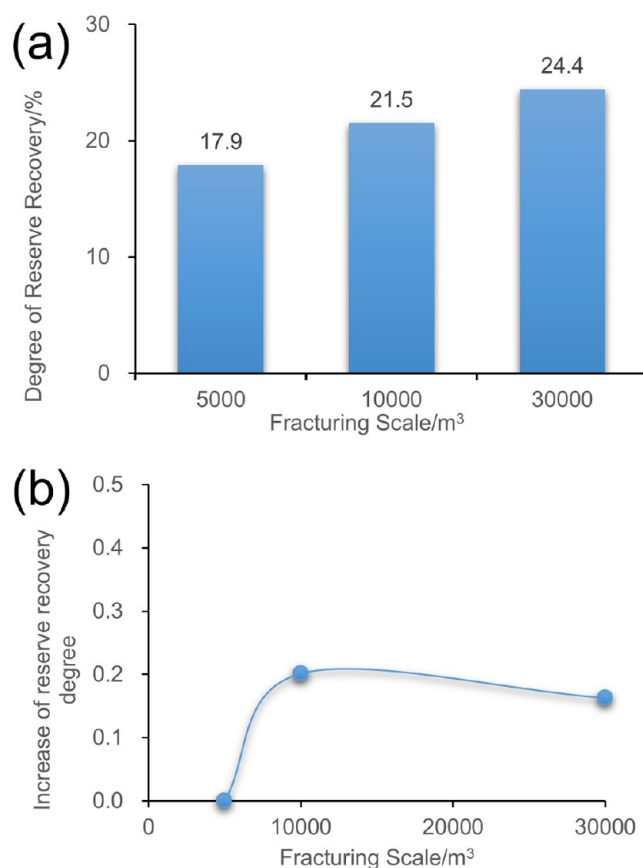 (a)
Degree of Reserve Recovery/%
30
20
10
0
17.9
21.5
24.4
5000
10000
30000
Fracturing Scale/m³
(b)
Increase of reserve recovery
degree
0.5
0.4
0.3
0.2
0.1
0.0
0
10000
20000
30000
Fracturing Scale/m³